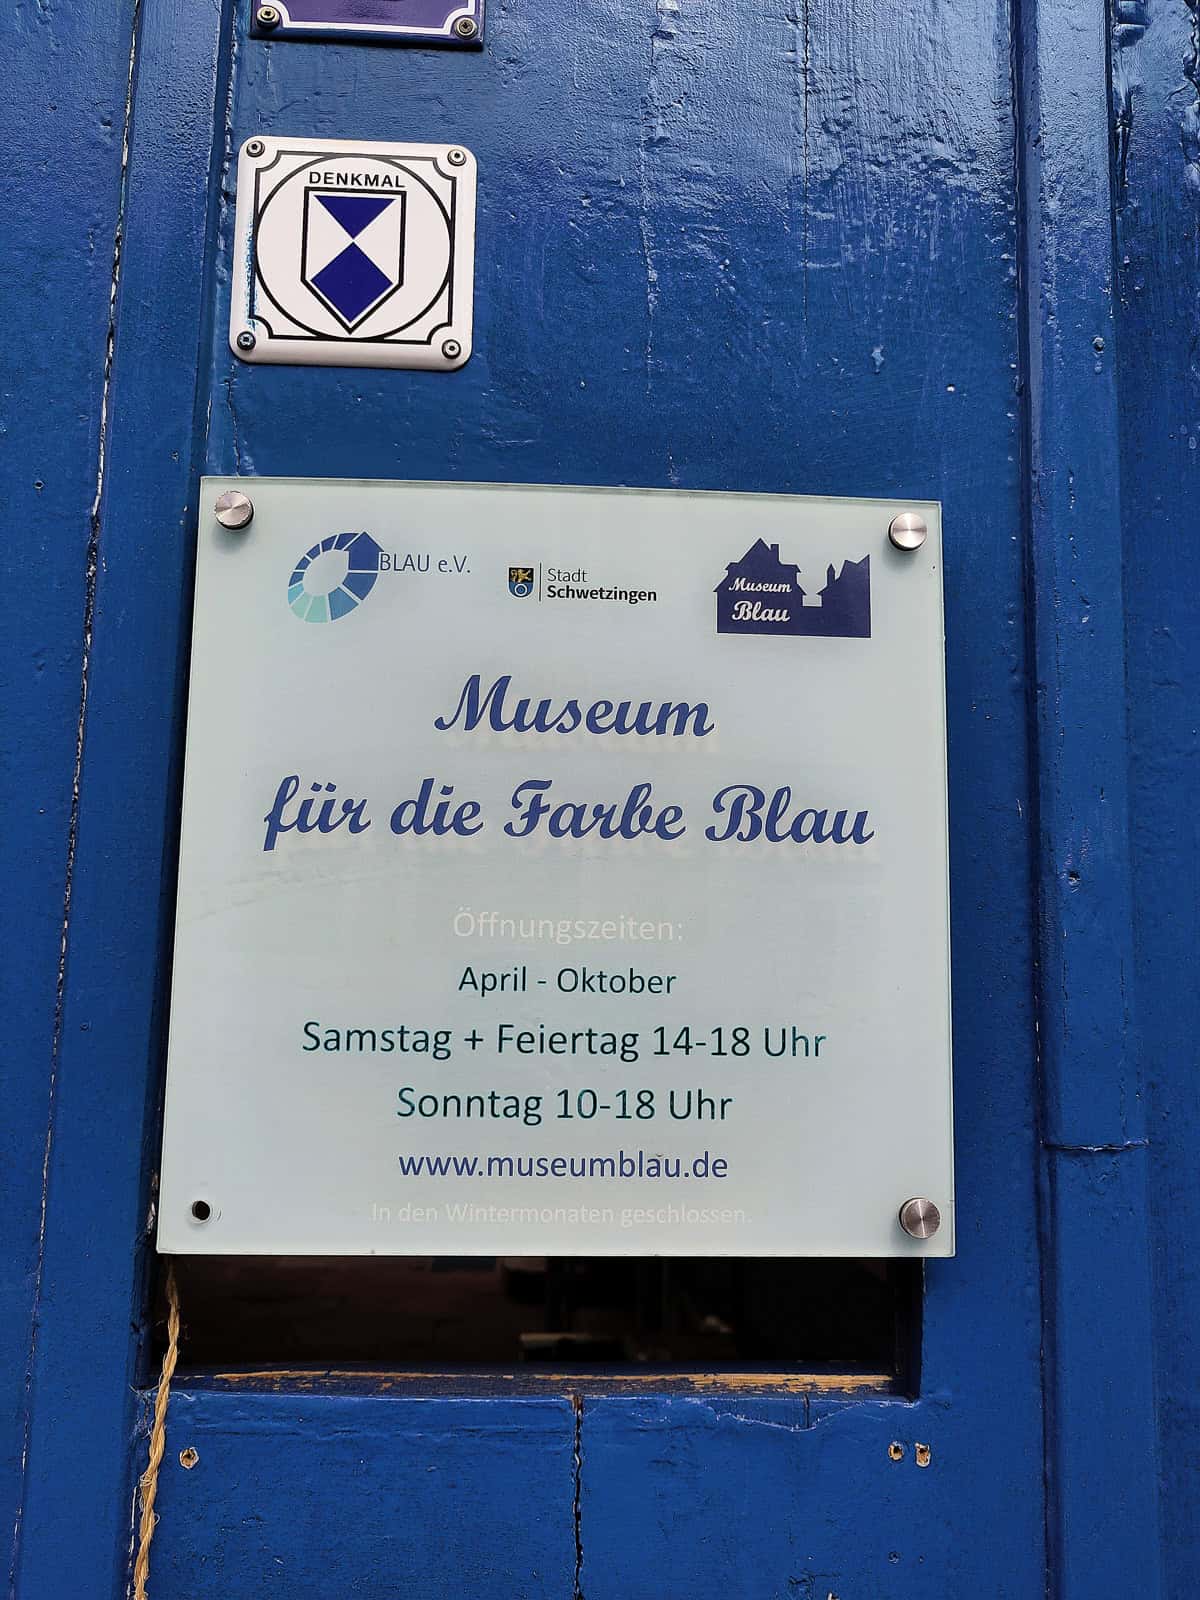 DENKMAL
BLAU e.V.
Stadt
Schwetzingen
Museum
Blau
Museum
für die Farbe Blau
Öffnungszeiten:
April - Oktober
Samstag + Feiertag 14-18 Uhr
Sonntag 10-18 Uhr
www.museumblau.de
In den Wintermonaten geschlossen.